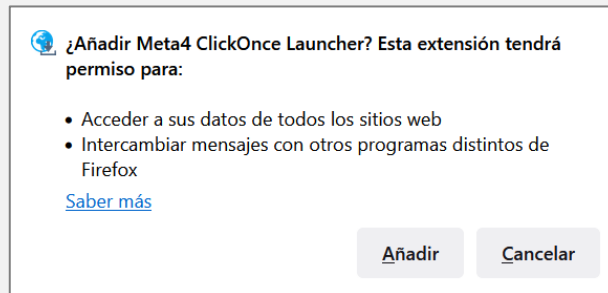 ¿Añadir Meta4 ClickOnce Launcher? Esta extensión tendrá
permiso para:
• Acceder a sus datos de todos los sitios web
• Intercambiar mensajes con otros programas distintos de
Firefox
Saber más
Añadir
Cancelar